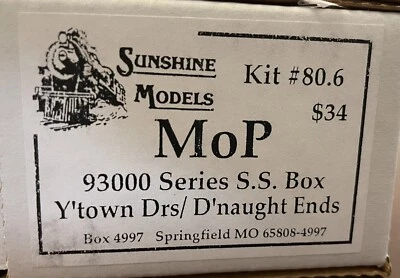 Sunshine
Models
Kit #80.6
$34
MoP
93000 Series S.S. Box
Y'town Drs/ D'naught Ends
Box 4997 Springfield MO 65808-4997